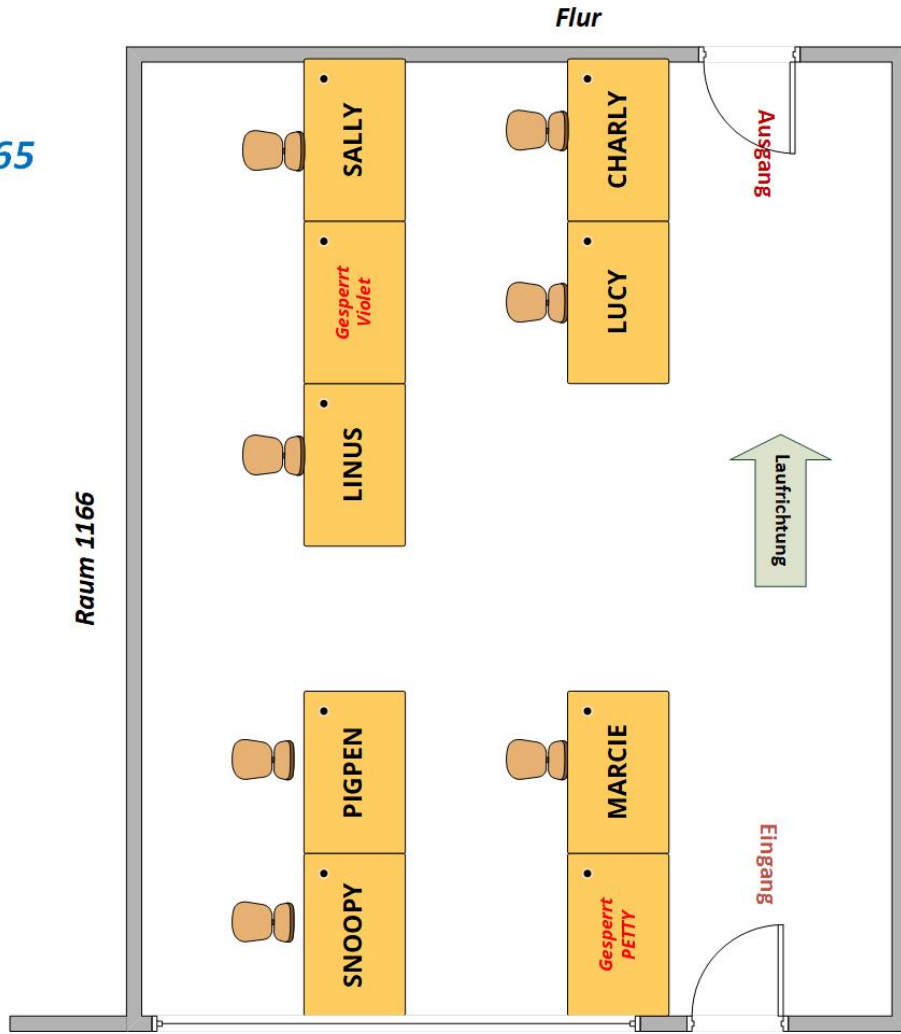 Flur
65
SALLY
CHARLY
Ausgang
Gesperrt
Violet
LUCY
LINUS
Laufrichtung
Raum 1166
PIGPEN
MARCIE
Eingang
SNOOPY
Gesperrt
PETTY